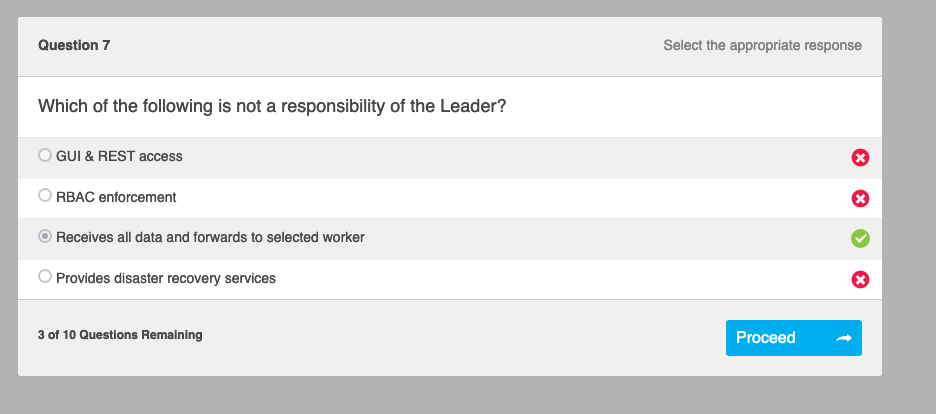 Question 7
Select the appropriate response
Which of the following is not a responsibility of the Leader?
GUI & REST access
RBAC enforcement
Receives all data and forwards to selected worker
Provides disaster recovery services
3 of 10 Questions Remaining
Proceed